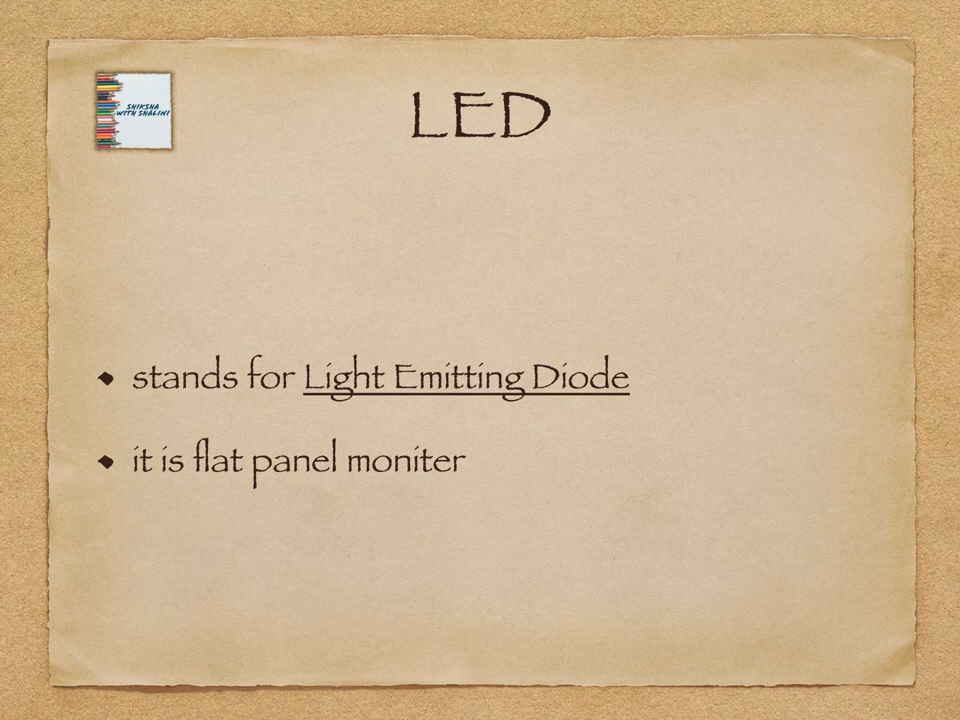 SHIKSHA
WITH SHALINI
LED
stands for Light Emitting Diode
it is flat panel moniter